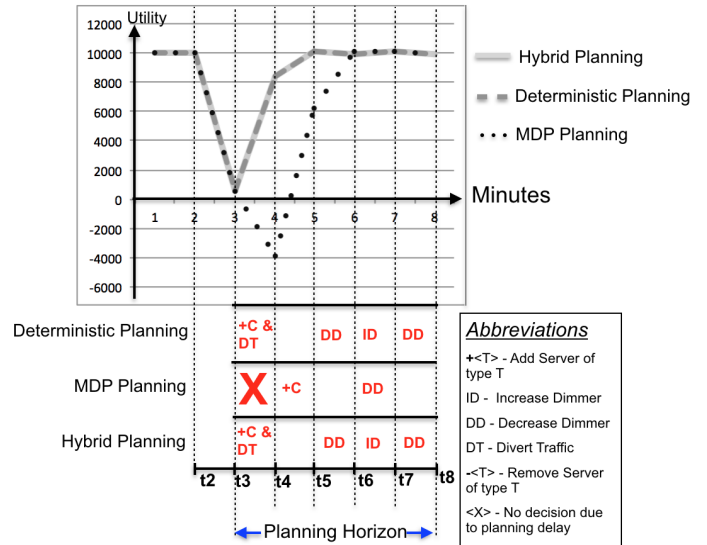 Utility
12000
10000
8000
6000
4000
2000
0
-2000
-4000
-6000
1 2 3 4 5 6 7 8
Minutes
Hybrid Planning
Deterministic Planning
MDP Planning
Deterministic Planning
+C &
DT
DD ID DD
MDP Planning
X +C DD
Hybrid Planning
+C &
DT
DD ID DD
t2 t3 t4 t5 t6 t7 t8
Planning Horizon
Abbreviations
+<T> - Add Server of
type T
ID - Increase Dimmer
DD - Decrease Dimmer
DT - Divert Traffic
-<T> - Remove Server
of type T
<X> - No decision due
to planning delay